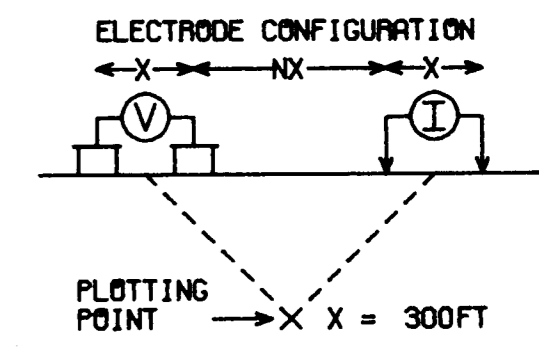 ELECTRODE CONFIGURATION
X NX X
V I
PLOTTING
POINT X X = 300FT